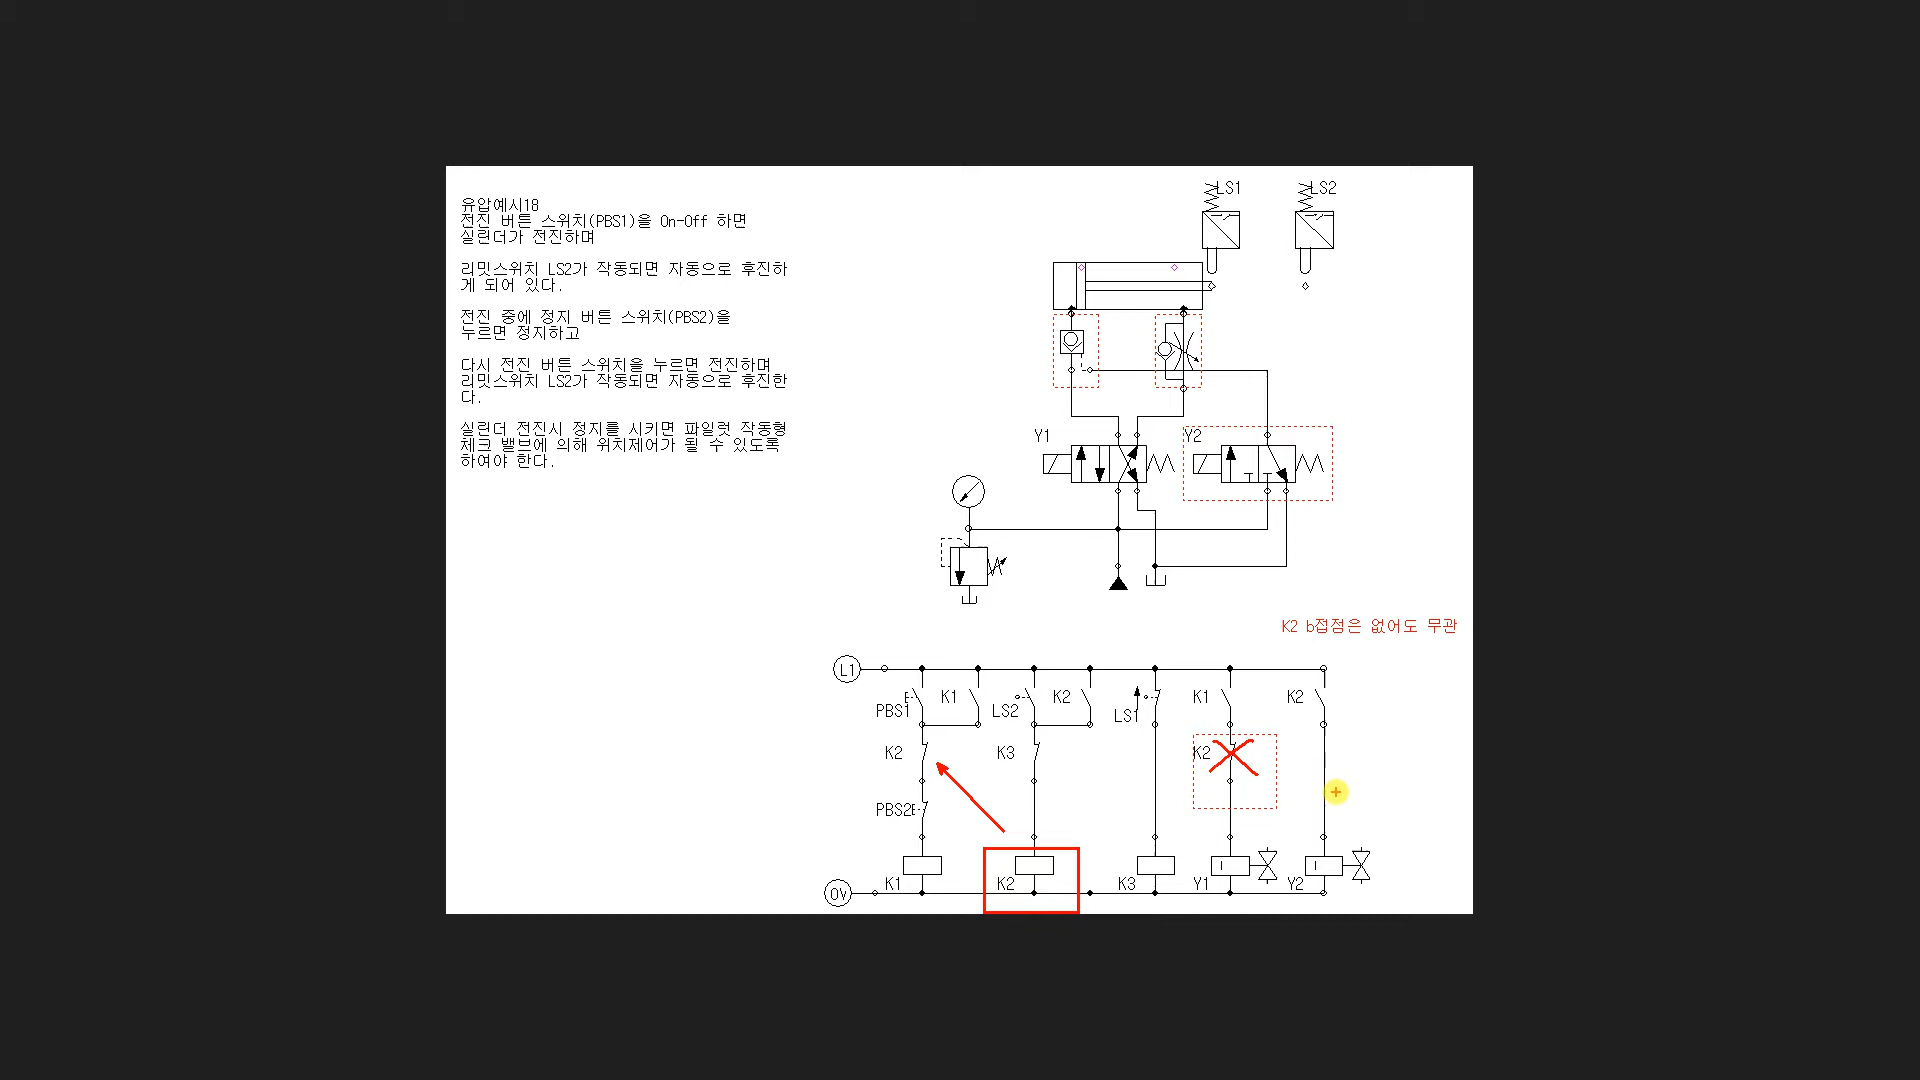 유압예시18
전진 버튼 스위치(PBS1)을 On-Off 하면
실린더가 전진하며
리밋스위치 LS2가 작동되면 자동으로 후진하
게 되어 있다.
전진 중에 정지 버튼 스위치(PBS2)을
누르면 정지하고
다시 전진 버튼 스위치을 누르면 전진하며
리밋스위치 LS2가 작동되면 자동으로 후진한
다.
실린더 전진시 정지를 시키면 파일럿 작동형
체크 밸브에 의해 위치제어가 될 수 있도록
하여야 한다.
LS1 LS2
Y1 Y2
K2 b접점은 없어도 무관
L1
K1 K2 K1 K2
PBS1 LS2 LS1
K2 K3 K2
PBS2
K1 K2 K3 Y1 Y2
0V